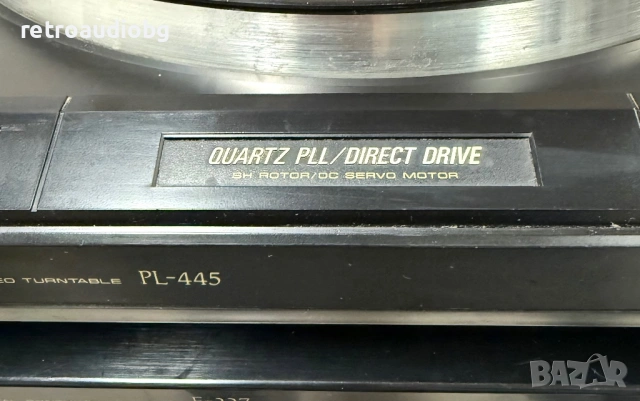 retroaudiobg
QUARTZ PLL/DIRECT DRIVE
SH ROTOR/DC SERVO MOTOR
TURNTABLE PL-445
BAZAR